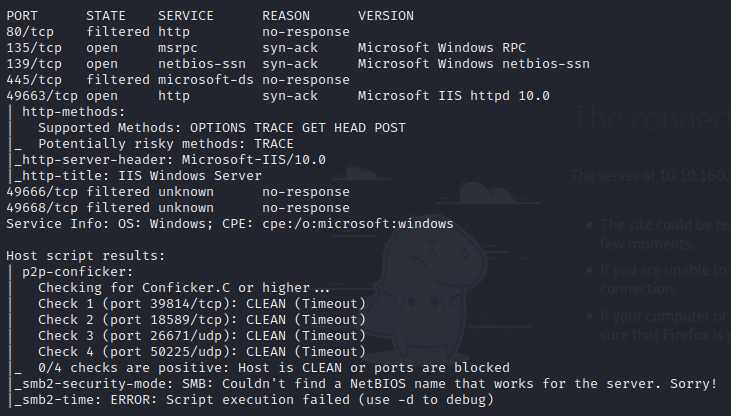 PORT      STATE    SERVICE      REASON      VERSION
80/tcp    filtered http         no-response
135/tcp   open     msrpc        syn-ack     Microsoft Windows RPC
139/tcp   open     netbios-ssn  syn-ack     Microsoft Windows netbios-ssn
445/tcp   filtered microsoft-ds no-response
49663/tcp open     http         syn-ack     Microsoft IIS httpd 10.0
| http-methods:
|   Supported Methods: OPTIONS TRACE GET HEAD POST
|_  Potentially risky methods: TRACE
|_http-server-header: Microsoft-IIS/10.0
|_http-title: IIS Windows Server
49666/tcp filtered unknown      no-response
49668/tcp filtered unknown      no-response
Service Info: OS: Windows; CPE: cpe:/o:microsoft:windows
Host script results:
| p2p-conficker:
|   Checking for Conficker.C or higher...
|   Check 1 (port 39814/tcp): CLEAN (Timeout)
|   Check 2 (port 18589/tcp): CLEAN (Timeout)
|   Check 3 (port 26671/udp): CLEAN (Timeout)
|   Check 4 (port 50225/udp): CLEAN (Timeout)
|_  0/4 checks are positive: Host is CLEAN or ports are blocked
|_smb2-security-mode: SMB: Couldn't find a NetBIOS name that works for the server. Sorry!
|_smb2-time: ERROR: Script execution failed (use -d to debug)
The connec
The server at 10.10.160.
The site could be te
few moments.
If you are unable to
connection.
If your computer or
sure that Firefox is p